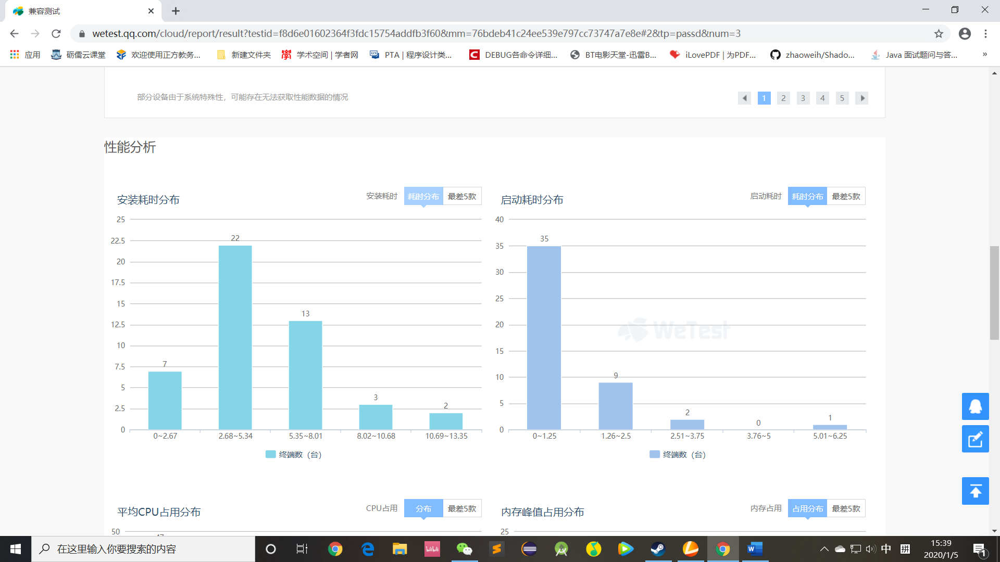 兼容测试
wetest.qq.com/cloud/report/result?testid=f8d6e01602364f3fdc15754addfb3f60&mm=76bdeb41c24ee539e797cc73747a7e8e#2&tp=passd&num=3
应用 砺儒云课堂 欢迎使用正方教务... 新建文件夹 学术空间 | 学者网 PTA | 程序设计类... DEBUG各命令详细... BT电影天堂-迅雷B... iLovePDF | 为PDF... zhaoweih/Shado... Java 面试题问与答... »
部分设备由于系统特殊性，可能存在无法获取性能数据的情况
1 2 3 4 5
性能分析
安装耗时分布 安装耗时 耗时分布 最差5款
25
22.5
20
17.5
15
12.5
10
7.5
5
2.5
0
7 22 13 3 2
0~2.67 2.68~5.34 5.35~8.01 8.02~10.68 10.69~13.35
终端数（台）
启动耗时分布 启动耗时 耗时分布 最差5款
40
35
30
25
20
15
10
5
0
35 9 2 0 1
WeTest
0~1.25 1.26~2.5 2.51~3.75 3.76~5 5.01~6.25
终端数（台）
平均CPU占用分布 CPU占用 分布 最差5款
50
内存峰值占用分布 内存占用 占用分布 最差5款
25
在这里输入你要搜索的内容
bilibili
中 拼
15:39
2020/1/5
1